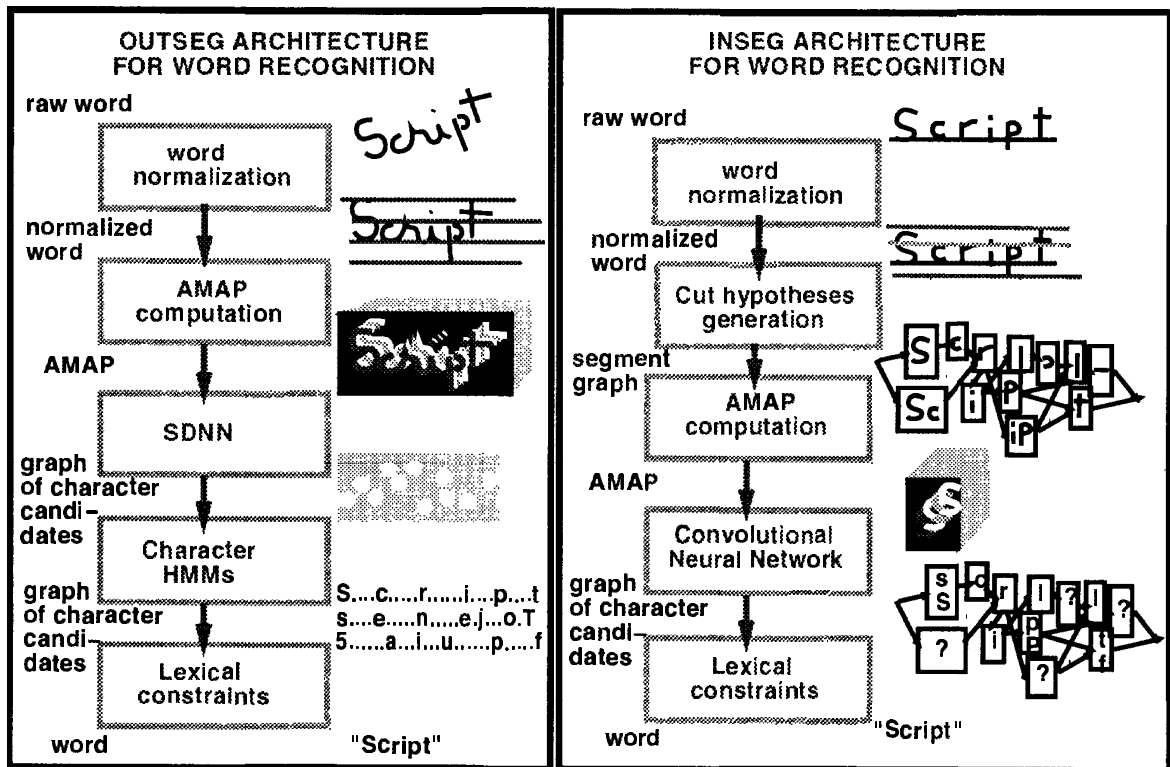 OUTSEG ARCHITECTURE
FOR WORD RECOGNITION
raw word
Script
word
normalization
normalized
word
Script
AMAP
computation
AMAP
Script
SDNN
graph
of character
candi-
dates
Character
HMMs
graph
of character
candi-
dates
S....c.....r......i...p....t
s....e.....n.....e.j...o.T
5......a...i...u......p....f
Lexical
constraints
word
"Script"
INSEG ARCHITECTURE
FOR WORD RECOGNITION
raw word
Script
word
normalization
normalized
word
Script
Cut hypotheses
generation
segment
graph
S c r
Sc i p
iP t
AMAP
computation
AMAP
S
Convolutional
Neural Network
graph
of character
candi-
dates
s
S r ? ?
? i p t
p f
?
Lexical
constraints
word
"Script"